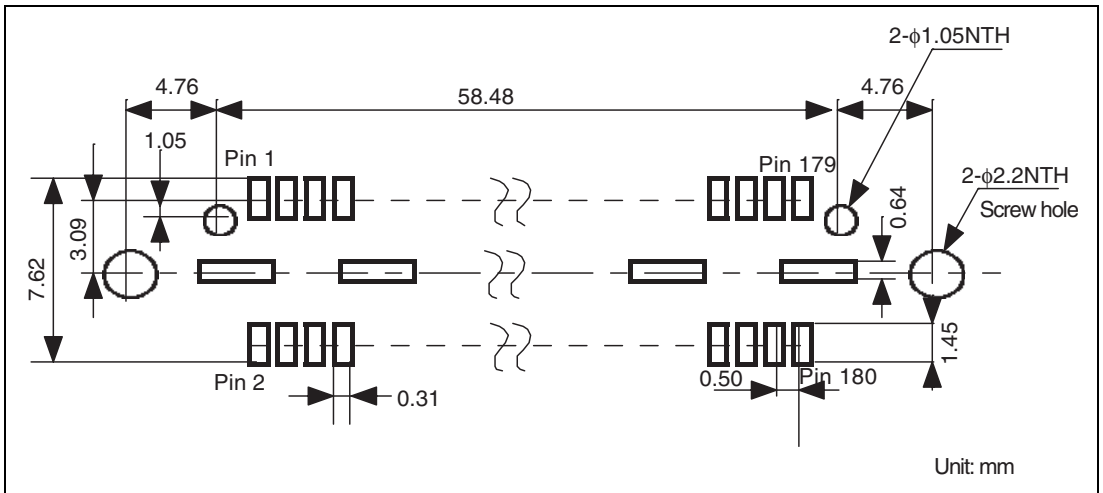 2-φ1.05NTH
4.76
58.48
4.76
1.05
Pin 1
Pin 179
2-φ2.2NTH
Screw hole
0.64
3.09
7.62
1.45
Pin 2
0.31
0.50
Pin 180
Unit: mm